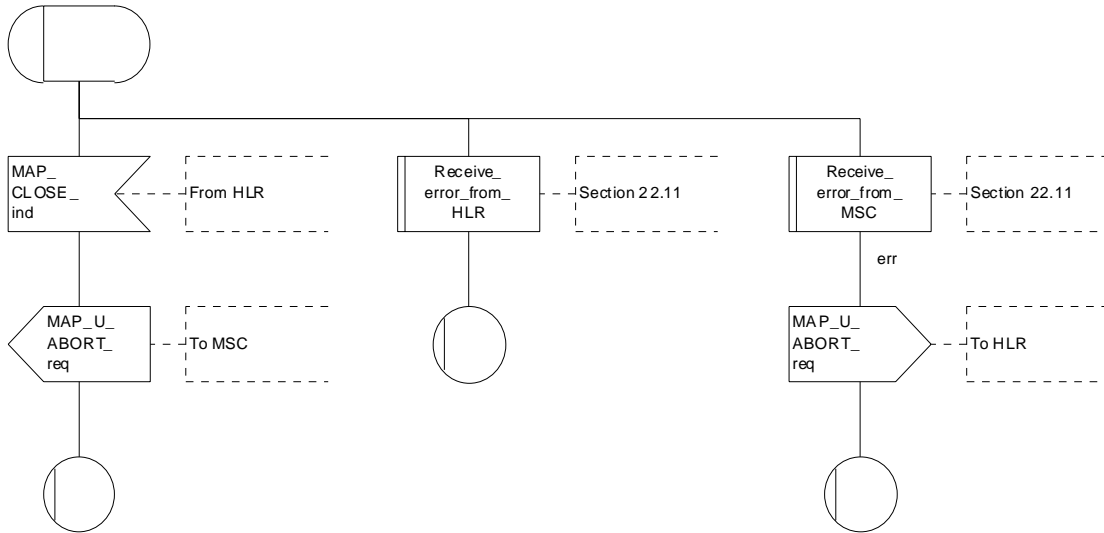 MAP_
CLOSE_
ind
From HLR
Receive_
error_from_
HLR
Section 22.11
Receive_
error_from_
MSC
Section 22.11
err
MAP_U_
ABORT_
req
To MSC
MAP_U_
ABORT_
req
To HLR